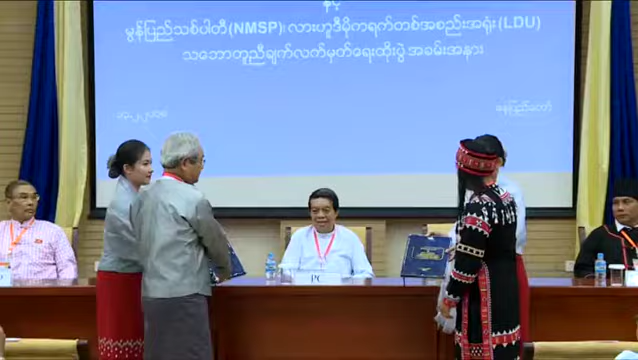 နှင့်
မွန်ပြည်သစ်ပါတီ(NMSP)၊ လားဟူဒီမိုကရက်တစ်အစည်းအရုံး(LDU)
သဘောတူညီချက်လက်မှတ်ရေးထိုးပွဲ အခမ်းအနား
နေပြည်တော်
PC